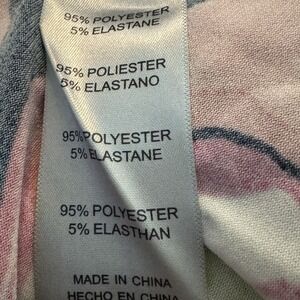 95% POLYESTER
5% ELASTANE
95% POLIESTER
5% ELASTANO
95%POLYESTER
5% ELASTANE
95% POLYESTER
5% ELASTHAN
MADE IN CHINA
HECHO EN CHINA